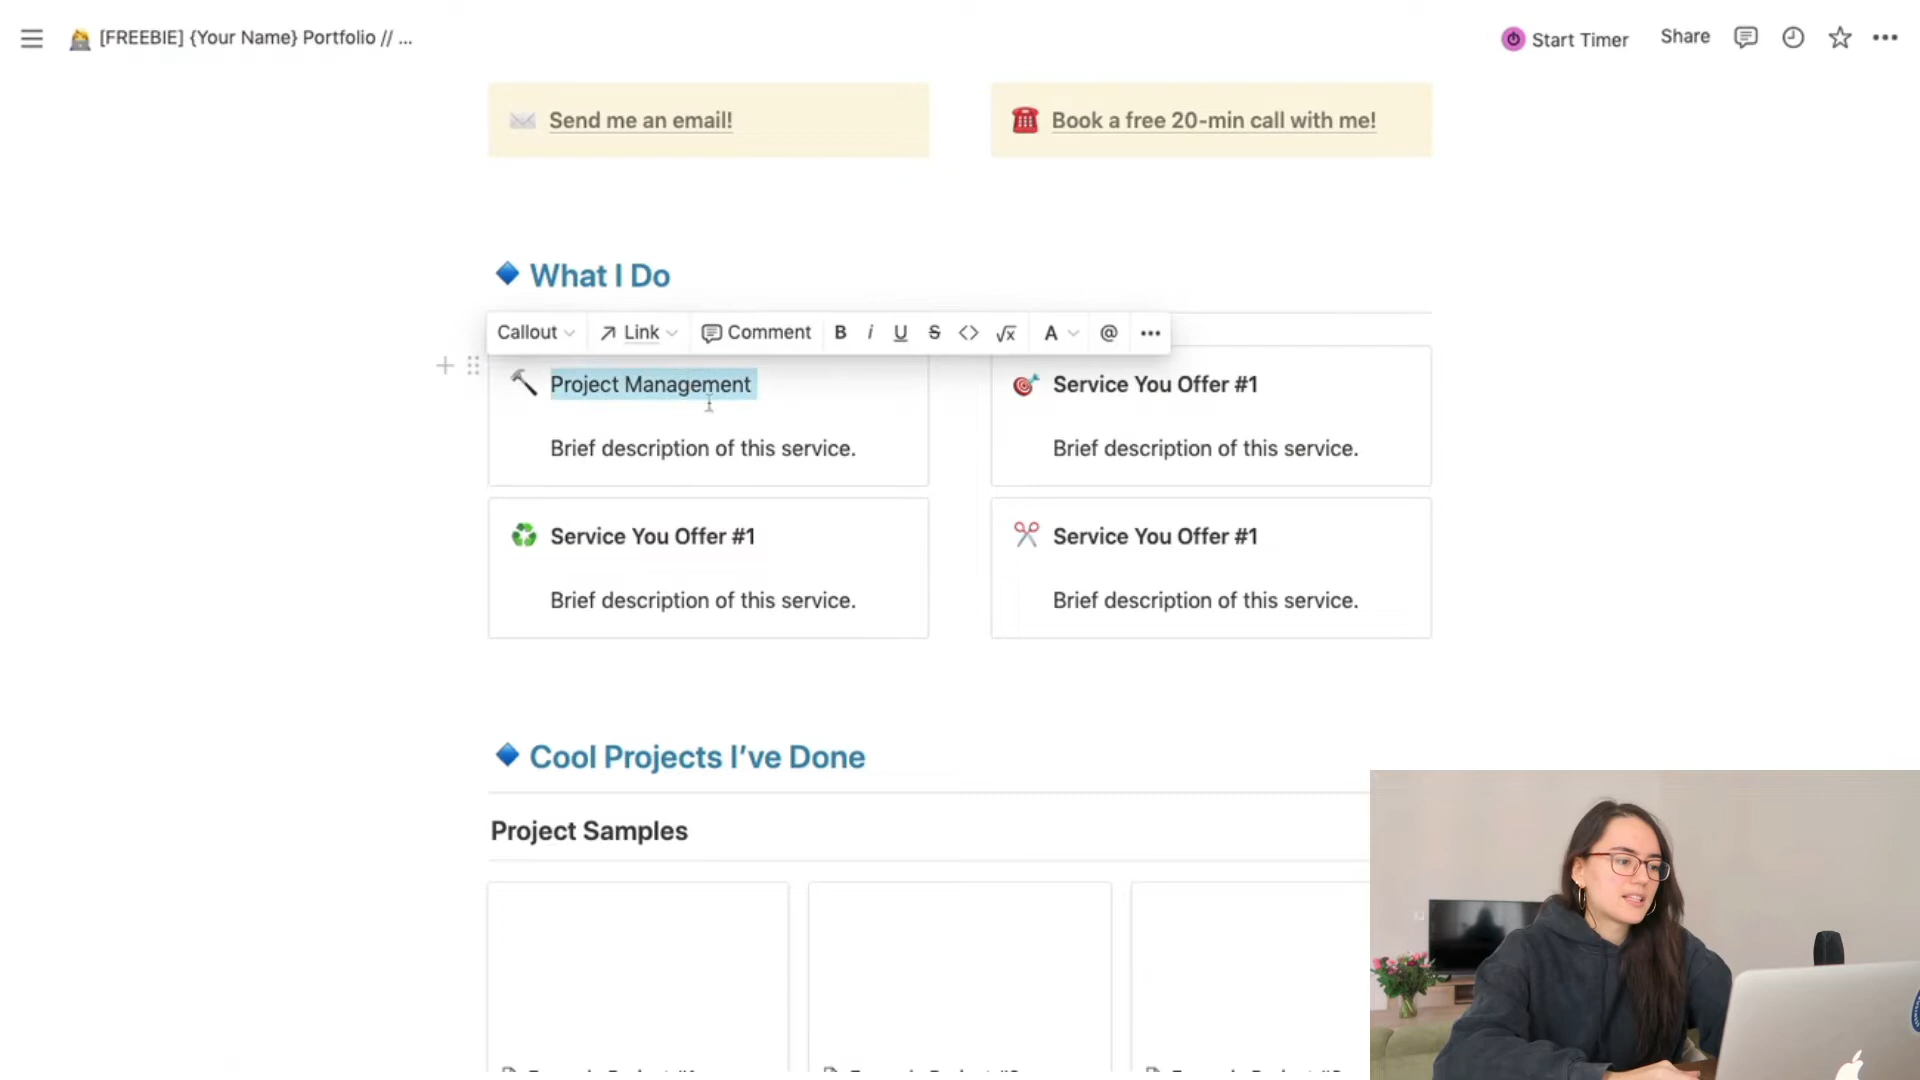 [FREEBIE] {Your Name} Portfolio // ...
Start Timer
Share
Send me an email!
Book a free 20-min call with me!
What I Do
Callout
Link
Comment
B i U S <> √x A @
Project Management
Brief description of this service.
Service You Offer #1
Brief description of this service.
Service You Offer #1
Brief description of this service.
Service You Offer #1
Brief description of this service.
Cool Projects I’ve Done
Project Samples